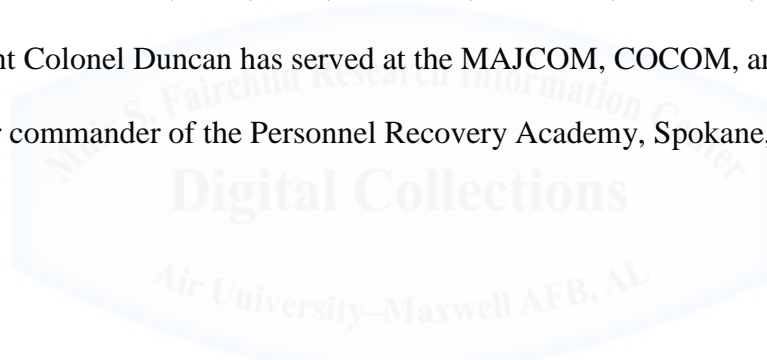 nt Colonel Duncan has served at the MAJCOM, COCOM, an
commander of the Personnel Recovery Academy, Spokane,
Muir S. Fairchild Research Information Center
Digital Collections
Air University–Maxwell AFB, AL